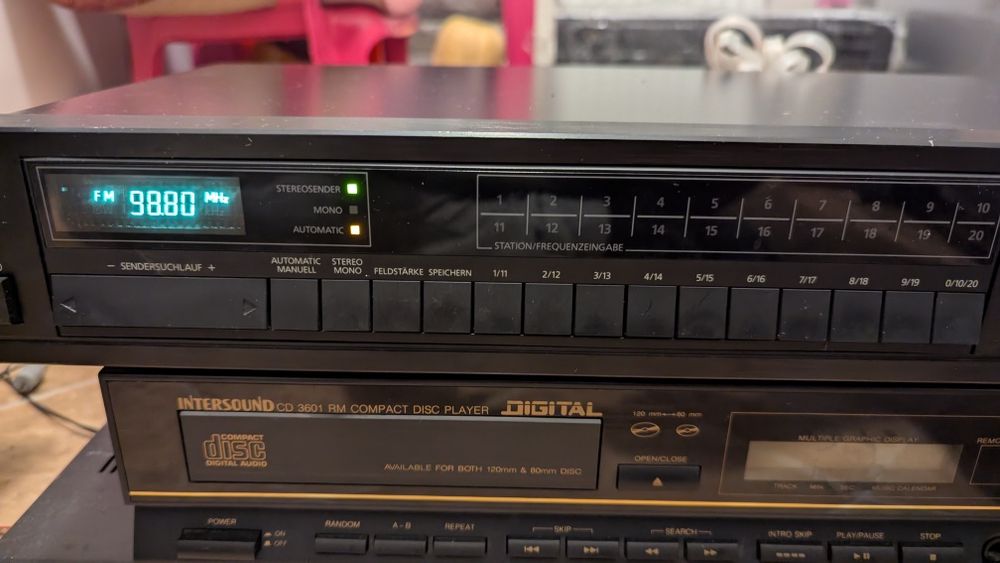 FM 98.80 MHz
STEREOSENDER
MONO
AUTOMATIC
1 2 3 4 5 6 7 8 9 10
11 12 13 14 15 16 17 18 19 20
STATION/FREQUENZEINGABE
− SENDERSUCHLAUF +
AUTOMATIC MANUELL
STEREO MONO
FELDSTÄRKE
SPEICHERN
1/11 2/12 3/13 4/14 5/15 6/16 7/17 8/18 9/19 0/10/20
INTERSOUND CD 3601 RM COMPACT DISC PLAYER DIGITAL
COMPACT
disc
DIGITAL AUDIO
AVAILABLE FOR BOTH 120mm & 80mm DISC
120 mm 80 mm
OPEN/CLOSE
MULTIPLE GRAPHIC DISPLAY
TRACK MIN SEC MUSIC CALENDAR
POWER
ON
OFF
RANDOM
A-B
REPEAT
SKIP
SEARCH
INTRO SKIP
PLAY/PAUSE
STOP